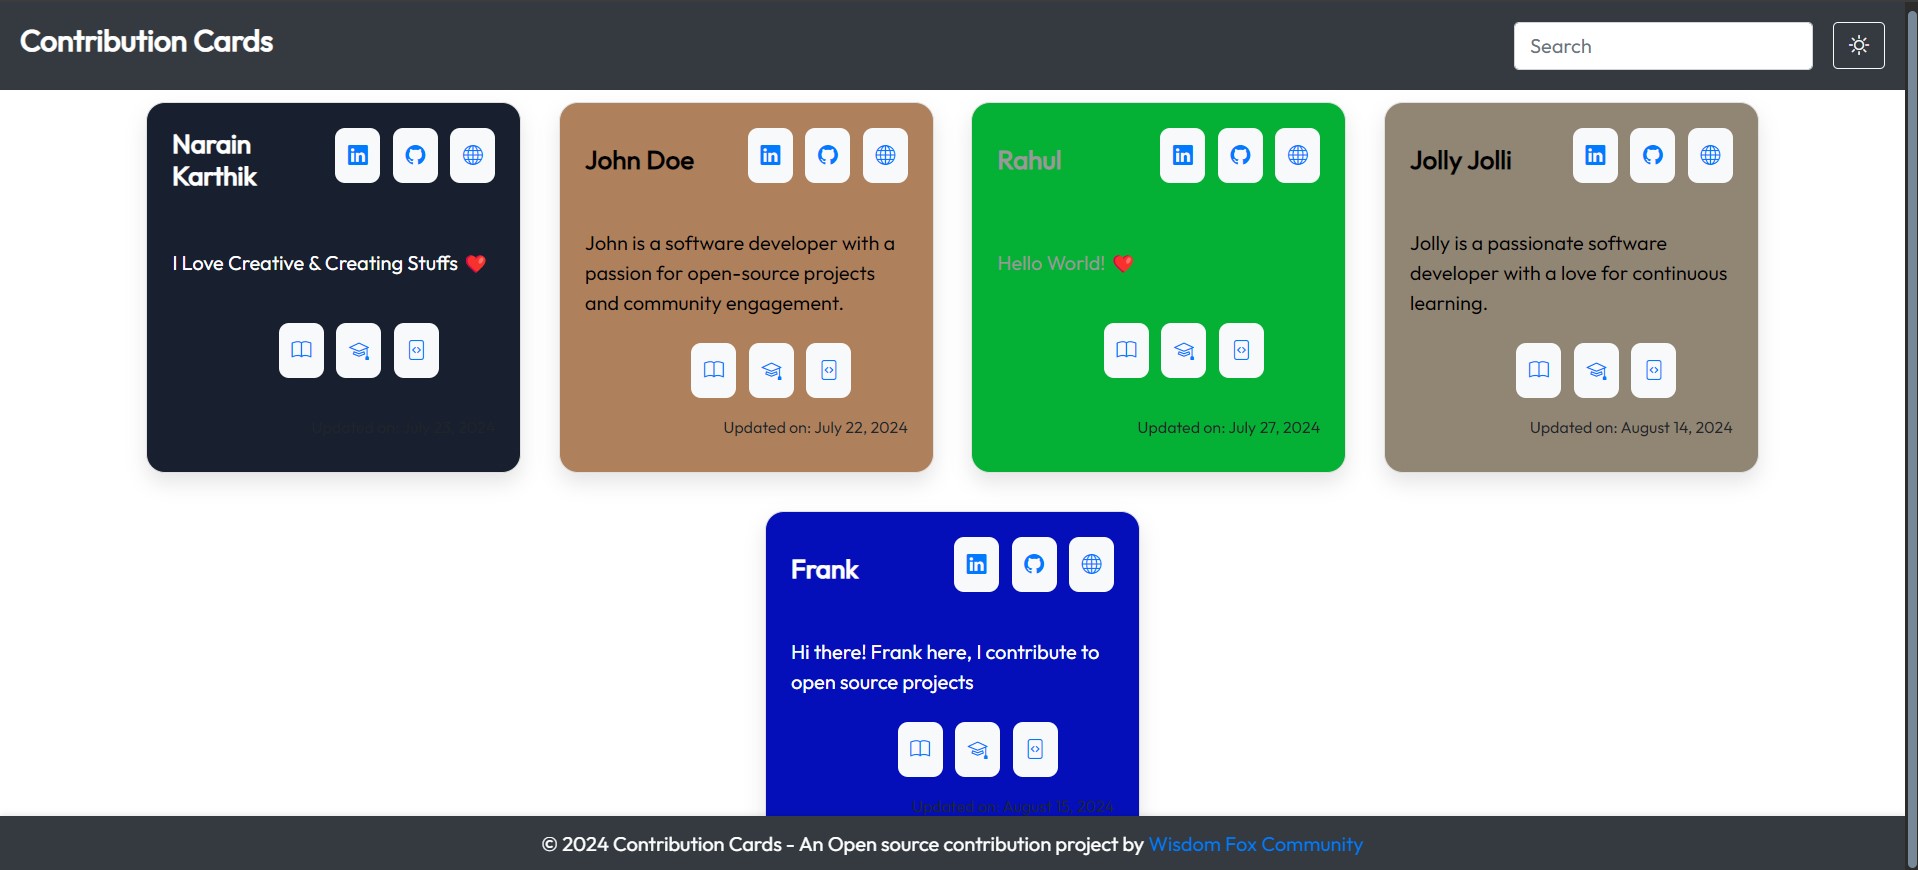 Contribution Cards
Search
Narain
Karthik
I Love Creative & Creating Stuffs ❤️
Updated on: July 23, 2024
John Doe
John is a software developer with a
passion for open-source projects
and community engagement.
Updated on: July 22, 2024
Rahul
Hello World! ❤️
Updated on: July 27, 2024
Jolly Jolli
Jolly is a passionate software
developer with a love for continuous
learning.
Updated on: August 14, 2024
Frank
Hi there! Frank here, I contribute to
open source projects
Updated on: August 15, 2024
© 2024 Contribution Cards - An Open source contribution project by Wisdom Fox Community